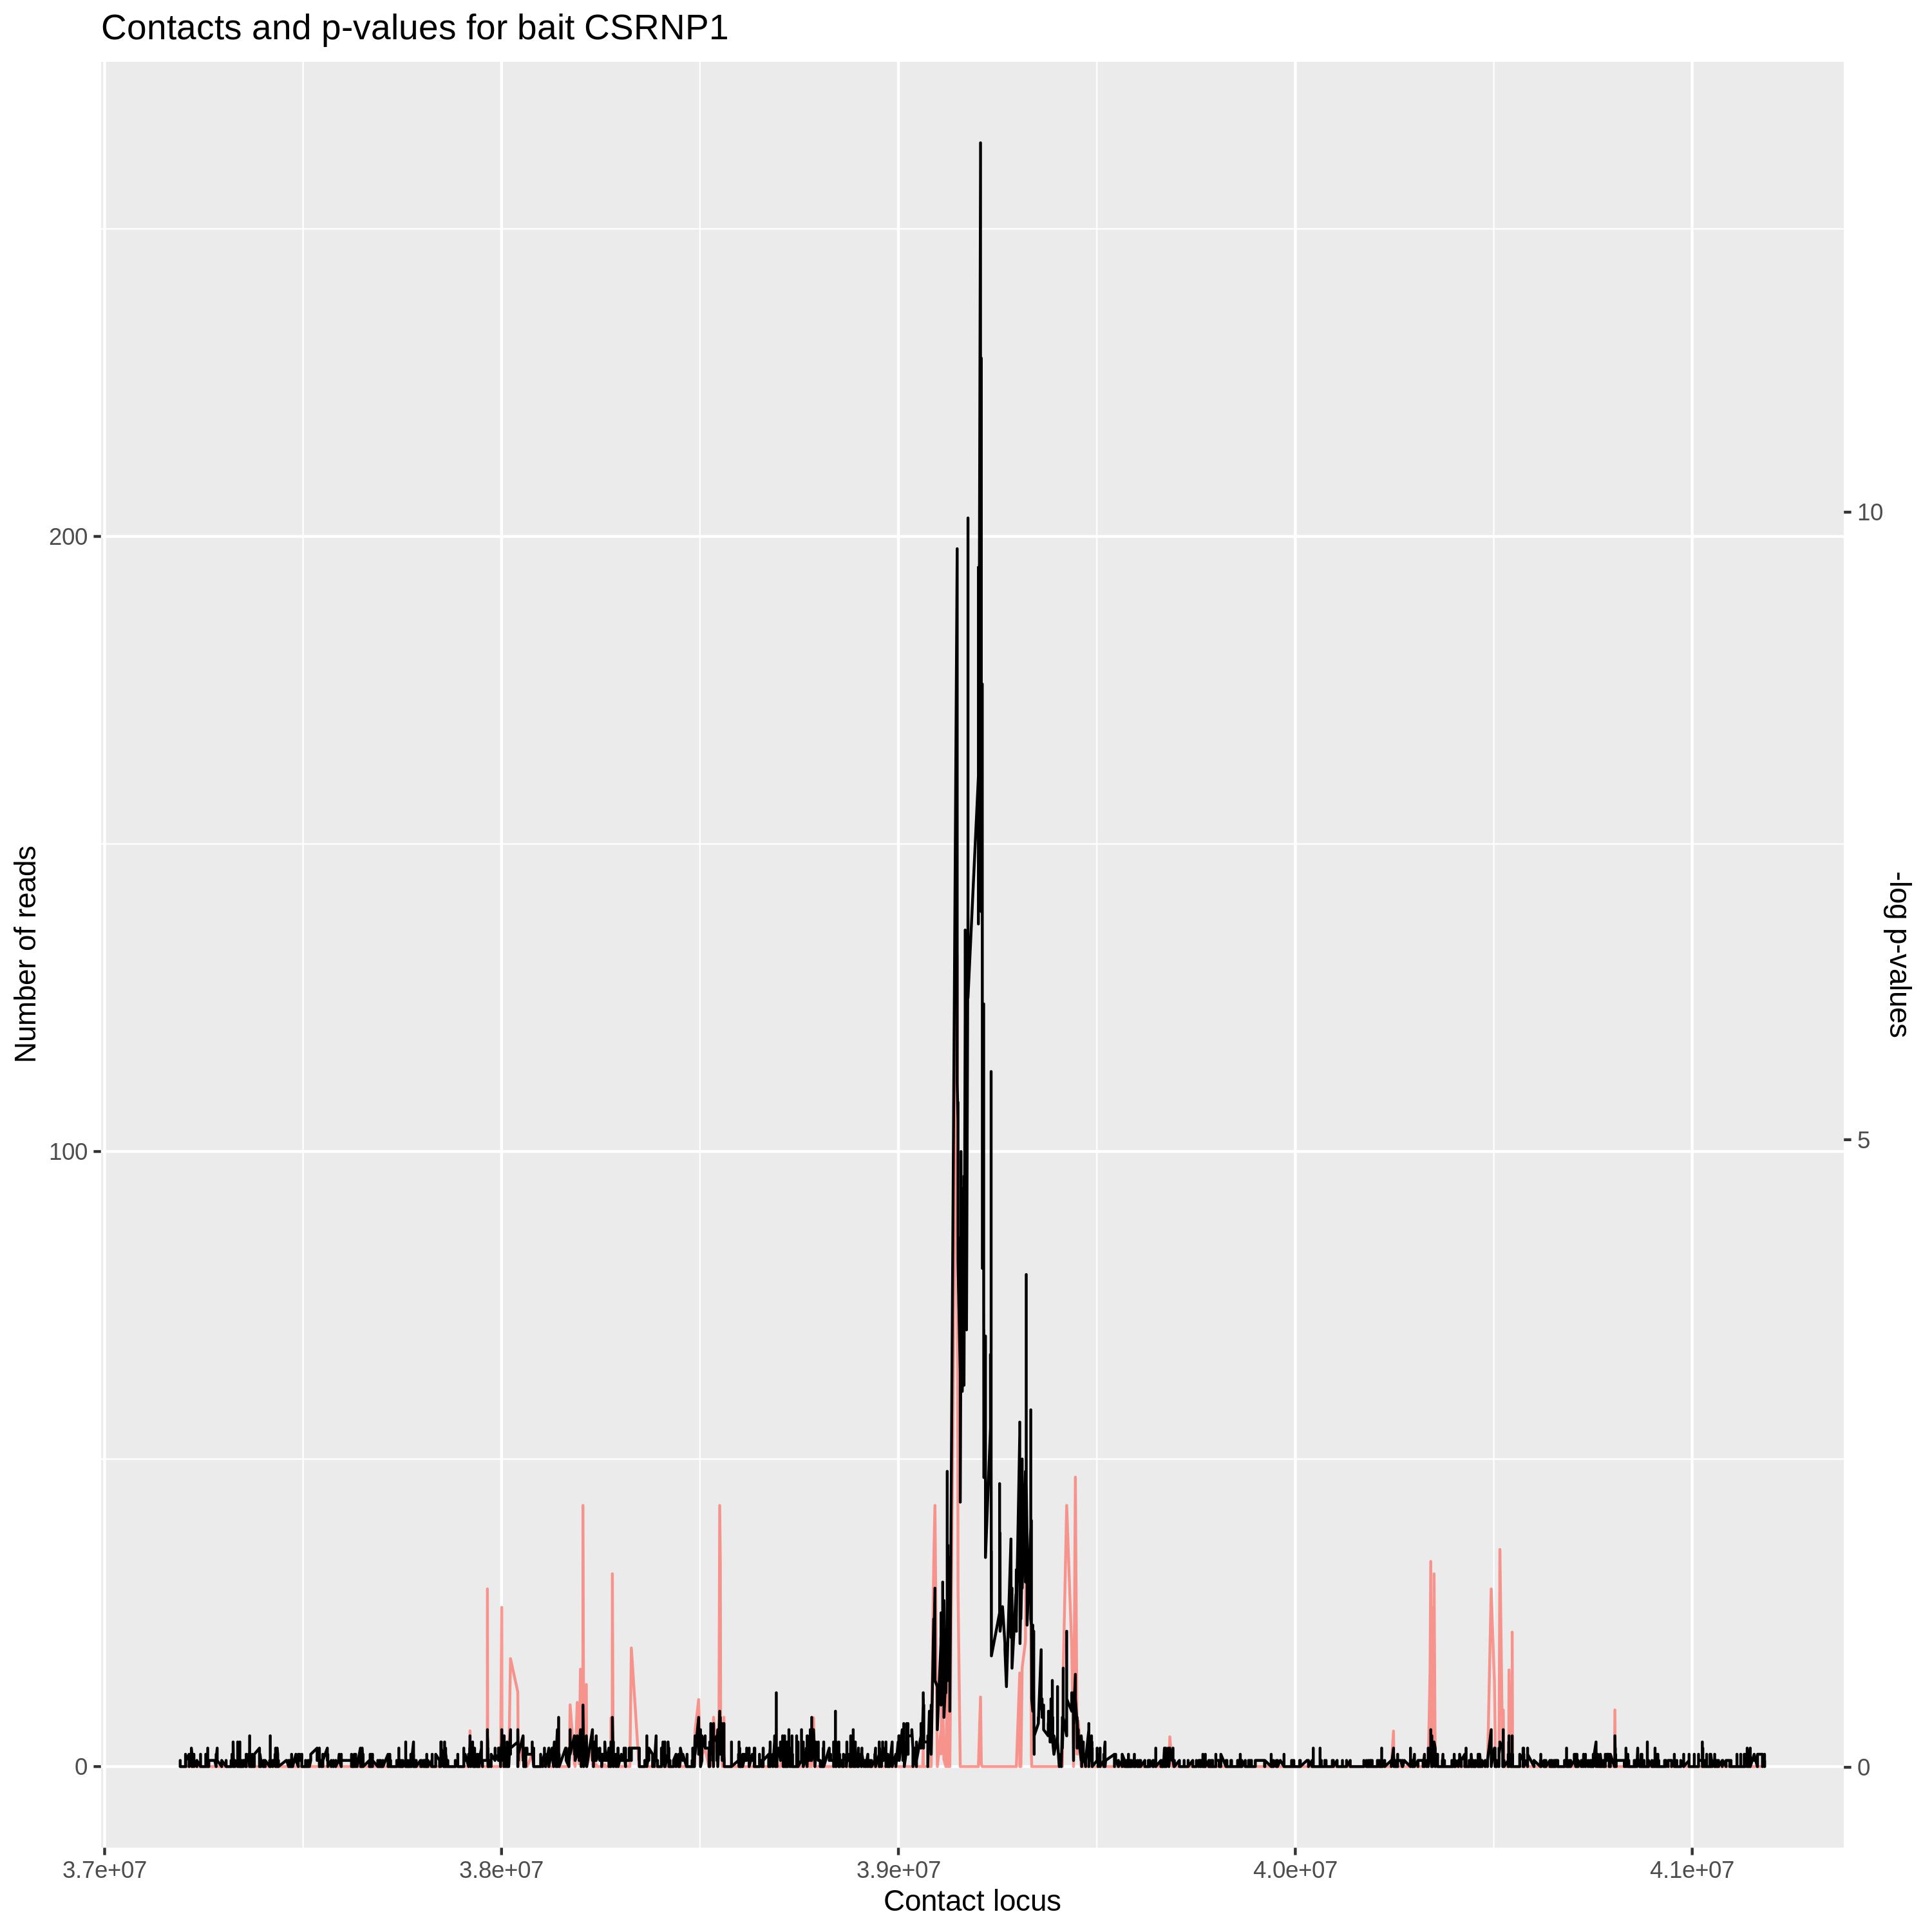 Contacts and p-values for bait CSRNP1
200
100
0
10
5
0
Number of reads
-log p-values
3.7e+07 3.8e+07 3.9e+07 4.0e+07 4.1e+07
Contact locus